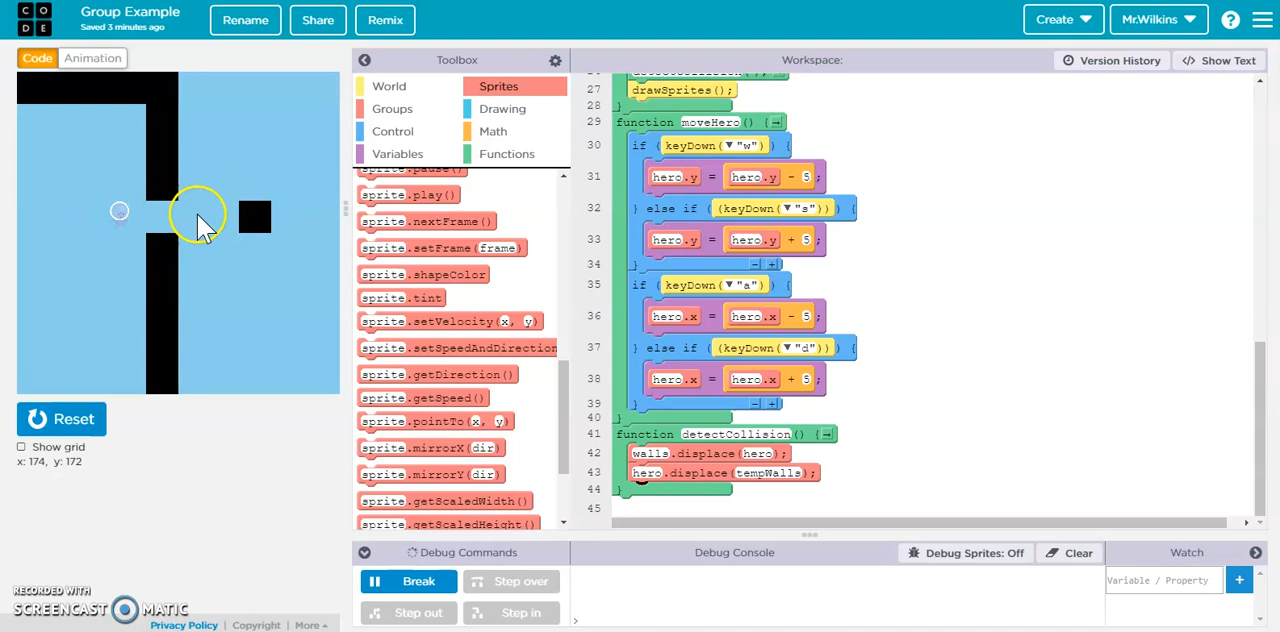 C O D E
Group Example
Saved 3 minutes ago
Rename
Share
Remix
Create
Mr.Wilkins
?
Code
Animation
Toolbox
Workspace:
Version History
</> Show Text
World
Sprites
Groups
Drawing
Control
Math
Variables
Functions
sprite.pause()
sprite.play()
sprite.nextFrame()
sprite.setFrame(frame)
sprite.shapeColor
sprite.tint
sprite.setVelocity(x, y)
sprite.setSpeedAndDirection
sprite.getDirection()
sprite.getSpeed()
sprite.pointTo(x, y)
sprite.mirrorX(dir)
sprite.mirrorY(dir)
sprite.getScaledWidth()
sprite.getScaledHeight()
27 drawSprites();
28 }
29 function moveHero() {
30 if (keyDown("w")) {
31 hero.y = hero.y - 5;
32 } else if ((keyDown("s"))) {
33 hero.y = hero.y + 5;
34 } - +
35 if (keyDown("a")) {
36 hero.x = hero.x - 5;
37 } else if ((keyDown("d"))) {
38 hero.x = hero.x + 5;
39 } - +
40 }
41 function detectCollision() {
42 walls.displace(hero);
43 hero.displace(tempWalls);
44 }
45
Reset
Show grid
x: 174, y: 172
Debug Commands
Debug Console
Debug Sprites: Off
Clear
Watch
Break
Step over
Step out
Step in
Variable / Property
+
>
RECORDED WITH
SCREENCAST MATIC
Privacy Policy | Copyright | More